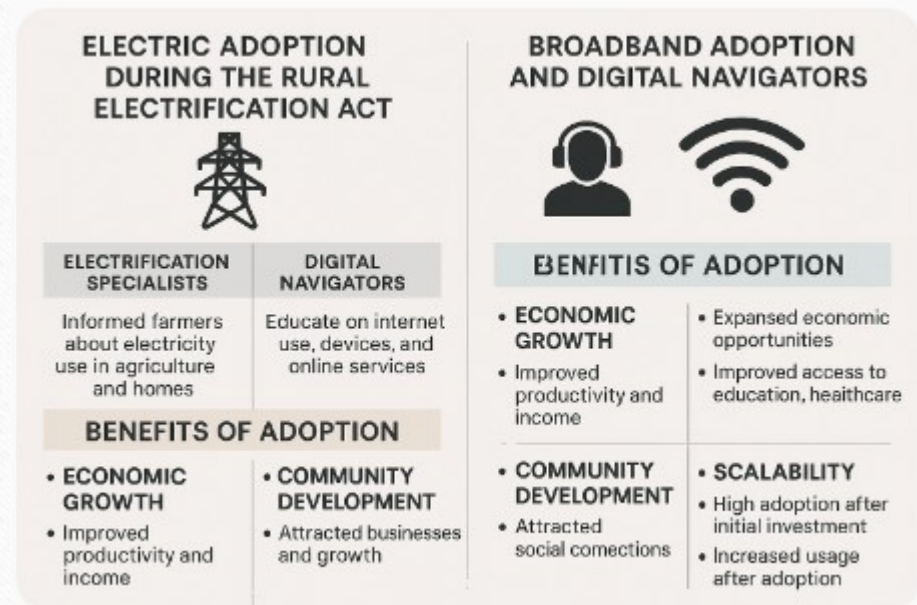 ELECTRIC ADOPTION
DURING THE RURAL
ELECTRIFICATION ACT
ELECTRIFICATION
SPECIALISTS
Informed farmers
about electricity
use in agriculture
and homes
DIGITAL
NAVIGATORS
Educate on internet
use, devices, and
online services
BENEFITS OF ADOPTION
• ECONOMIC
GROWTH
• Improved
productivity and
income
• COMMUNITY
DEVELOPMENT
• Attracted businesses
and growth
BROADBAND ADOPTION
AND DIGITAL NAVIGATORS
BENFITIS OF ADOPTION
• ECONOMIC
GROWTH
• Improved
productivity and
income
• Expansed economic
opportunities
• Improved access to
education, healthcare
• COMMUNITY
DEVELOPMENT
• Attracted
social comections
• SCALABILITY
• High adoption after
initial investment
• Increased usage
after adoption